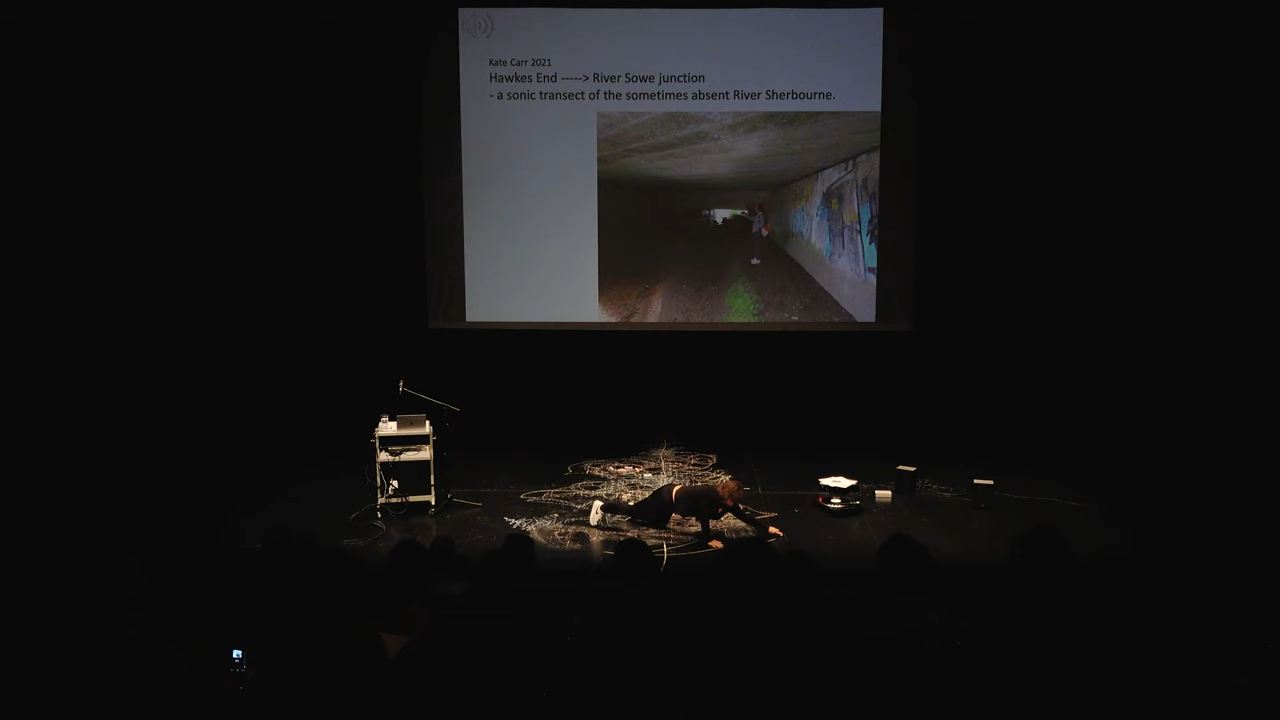 Kate Carr 2021
Hawkes End -----> River Sowe junction
- a sonic transect of the sometimes absent River Sherbourne.